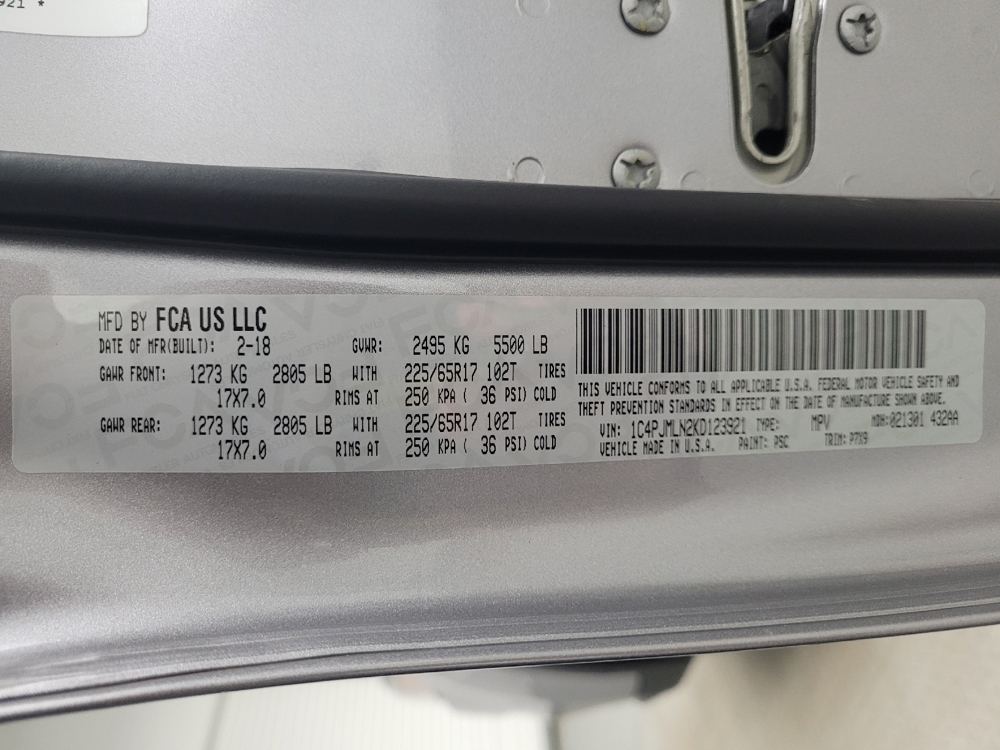 921 *
MFD BY FCA US LLC
DATE OF MFR(BUILT): 2-18 GVWR: 2495 KG 5500 LB
GAWR FRONT: 1273 KG 2805 LB WITH 225/65R17 102T TIRES
17X7.0 RIMS AT 250 KPA ( 36 PSI) COLD
GAWR REAR: 1273 KG 2805 LB WITH 225/65R17 102T TIRES
17X7.0 RIMS AT 250 KPA ( 36 PSI) COLD
THIS VEHICLE CONFORMS TO ALL APPLICABLE U.S.A. FEDERAL MOTOR VEHICLE SAFETY AND
THEFT PREVENTION STANDARDS IN EFFECT ON THE DATE OF MANUFACTURE SHOWN ABOVE.
VIN: 1C4PJMLN2KD123921 TYPE: MPV MDH:021301 432AA
VEHICLE MADE IN U.S.A. PAINT: PSC TRIM: P7X9